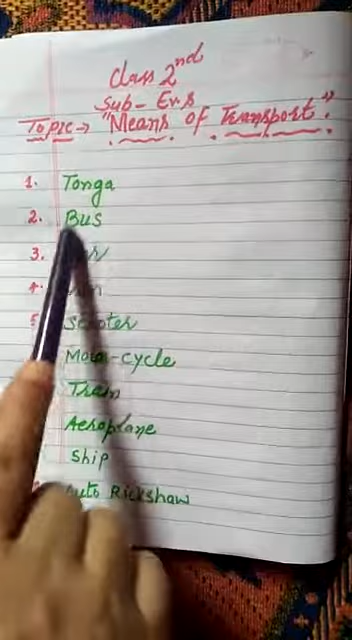 Class 2nd
Sub- Ev.s
Topic→ "Means of Transport".
1. Tonga
2. Bus
3.
4.
5 Scooter
Motor-cycle
Train
Aeroplane
Ship
Auto Rickshaw